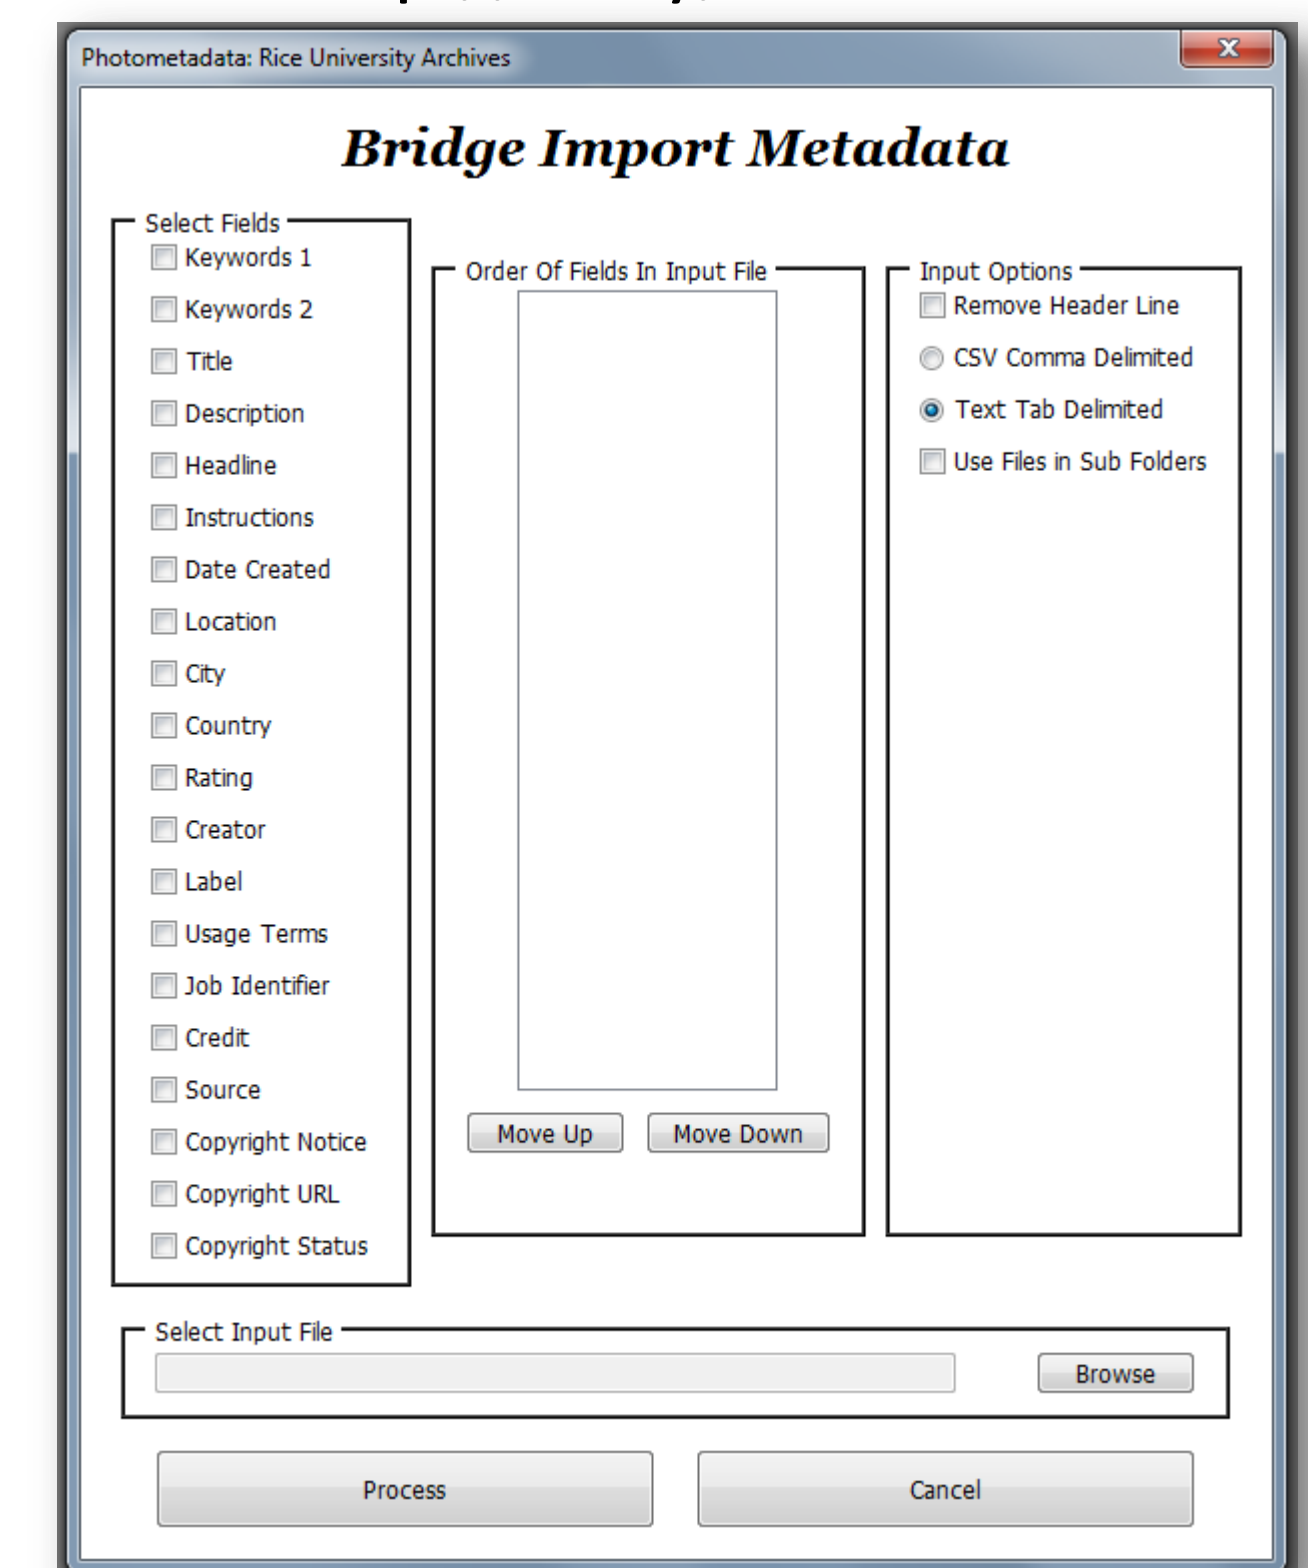 Photometadata: Rice University Archives
X
Bridge Import Metadata
Select Fields
Keywords 1
Keywords 2
Title
Description
Headline
Instructions
Date Created
Location
City
Country
Rating
Creator
Label
Usage Terms
Job Identifier
Credit
Source
Copyright Notice
Copyright URL
Copyright Status
Order Of Fields In Input File
Move Up
Move Down
Input Options
Remove Header Line
CSV Comma Delimited
Text Tab Delimited
Use Files in Sub Folders
Select Input File
Browse
Process
Cancel